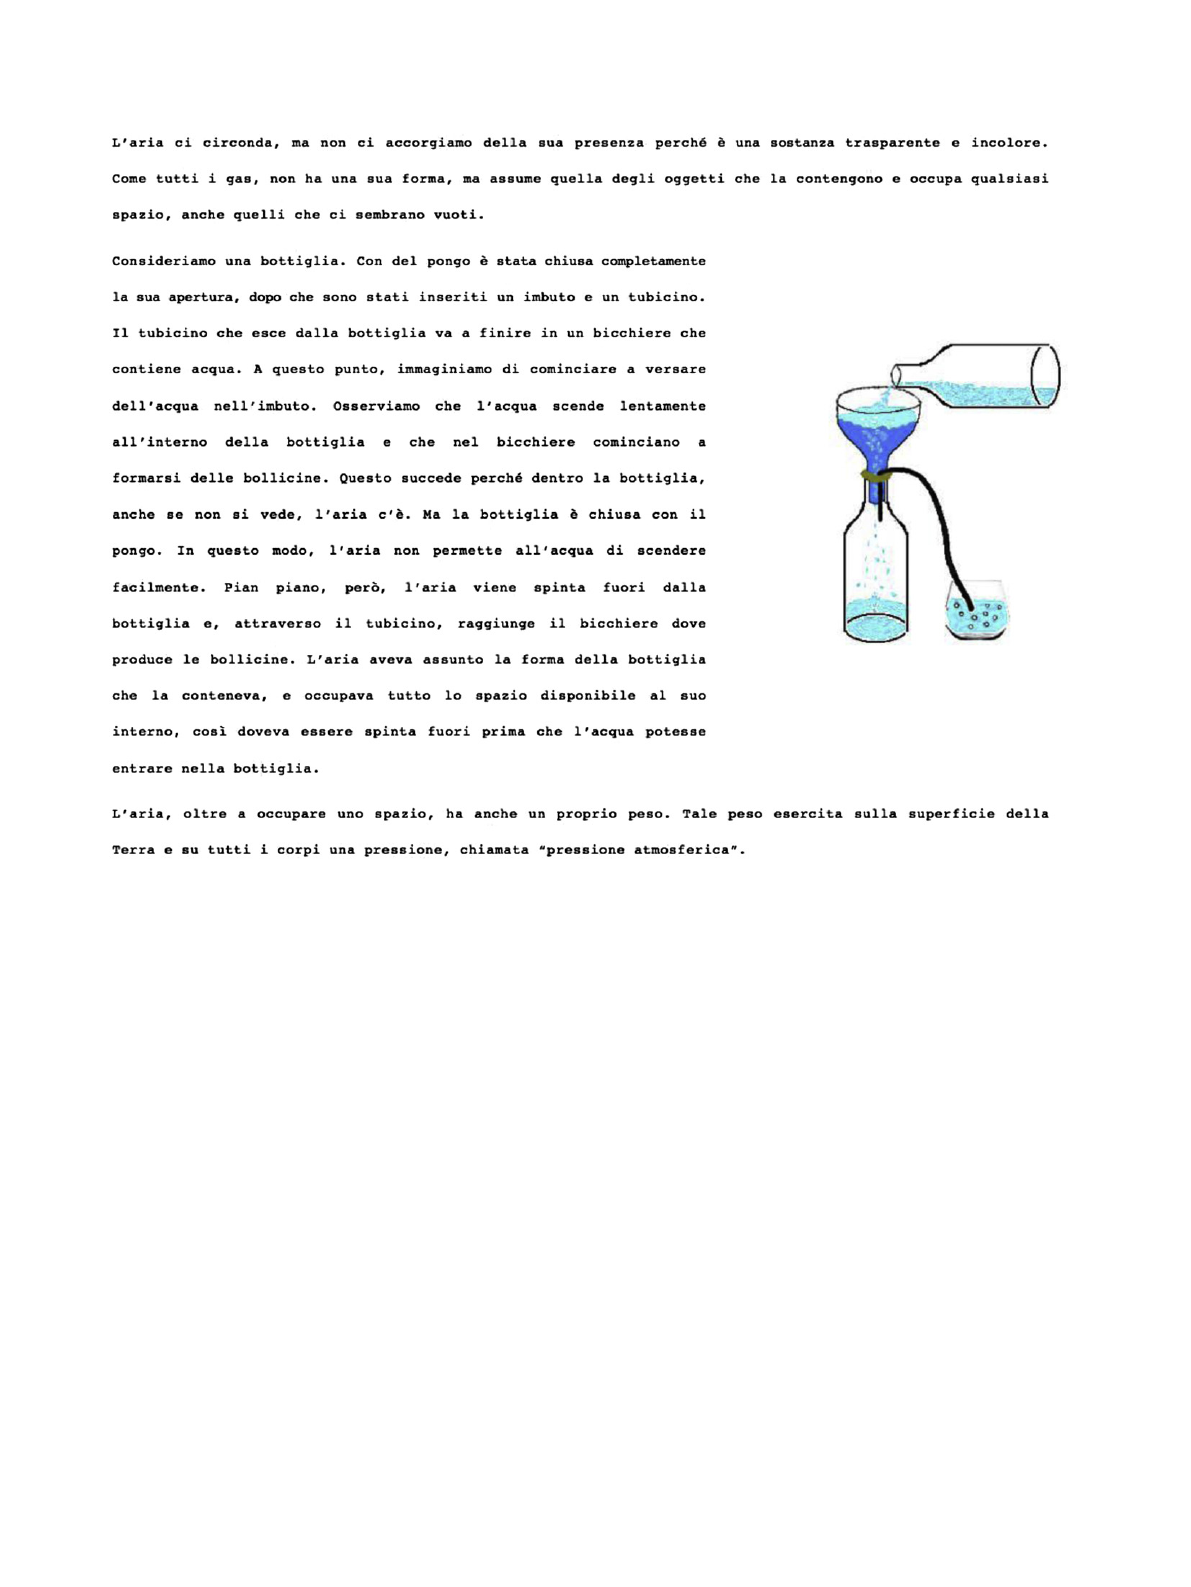 L'aria ci circonda, ma non ci accorgiamo della sua presenza perché è una sostanza trasparente e incolore.
Come tutti i gas, non ha una sua forma, ma assume quella degli oggetti che la contengono e occupa qualsiasi
spazio, anche quelli che ci sembrano vuoti.
Consideriamo una bottiglia. Con del pongo è stata chiusa completamente
la sua apertura, dopo che sono stati inseriti un imbuto e un tubicino.
Il tubicino che esce dalla bottiglia va a finire in un bicchiere che
contiene acqua. A questo punto, immaginiamo di cominciare a versare
dell'acqua nell'imbuto. Osserviamo che l'acqua scende lentamente
all'interno della bottiglia e che nel bicchiere cominciano a
formarsi delle bollicine. Questo succede perché dentro la bottiglia,
anche se non si vede, l'aria c'è. Ma la bottiglia è chiusa con il
pongo. In questo modo, l'aria non permette all'acqua di scendere
facilmente. Pian piano, però, l'aria viene spinta fuori dalla
bottiglia e, attraverso il tubicino, raggiunge il bicchiere dove
produce le bollicine. L'aria aveva assunto la forma della bottiglia
che la conteneva, e occupava tutto lo spazio disponibile al suo
interno, così doveva essere spinta fuori prima che l'acqua potesse
entrare nella bottiglia.
L'aria, oltre a occupare uno spazio, ha anche un proprio peso. Tale peso esercita sulla superficie della
Terra e su tutti i corpi una pressione, chiamata “pressione atmosferica”.